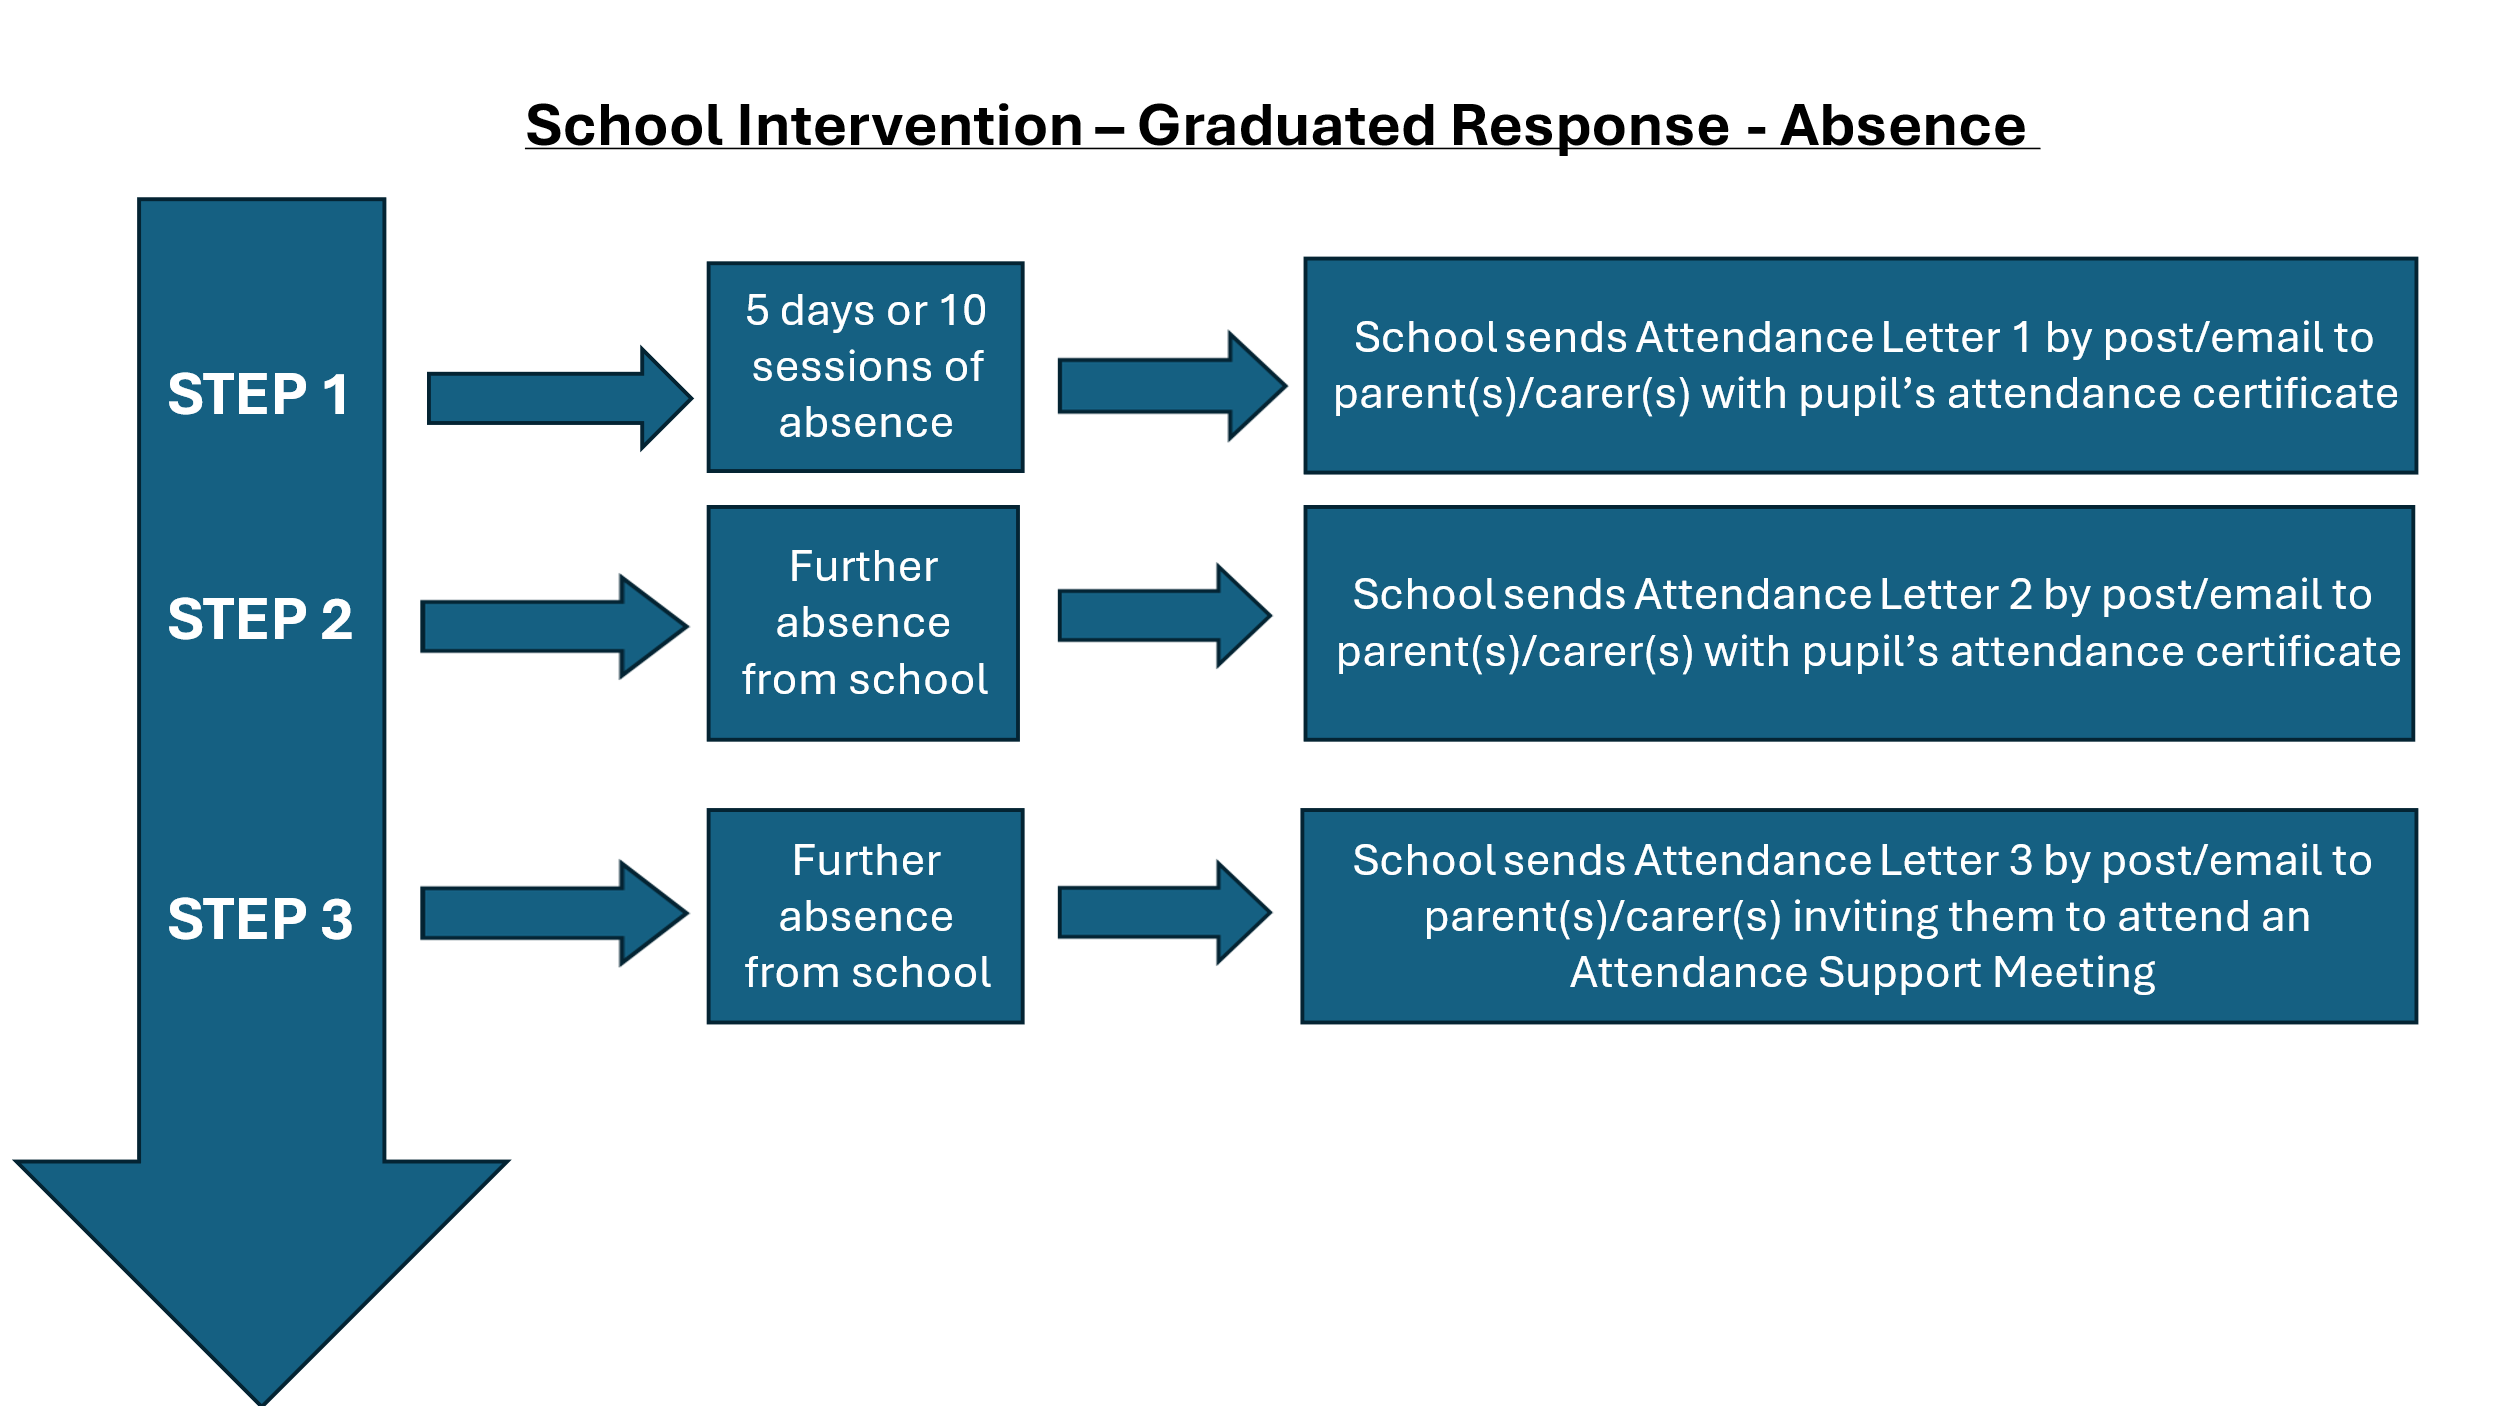 School Intervention – Graduated Response - Absence
STEP 1
5 days or 10
sessions of
absence
School sends Attendance Letter 1 by post/email to
parent(s)/carer(s) with pupil’s attendance certificate
STEP 2
Further
absence
from school
School sends Attendance Letter 2 by post/email to
parent(s)/carer(s) with pupil’s attendance certificate
STEP 3
Further
absence
from school
School sends Attendance Letter 3 by post/email to
parent(s)/carer(s) inviting them to attend an
Attendance Support Meeting